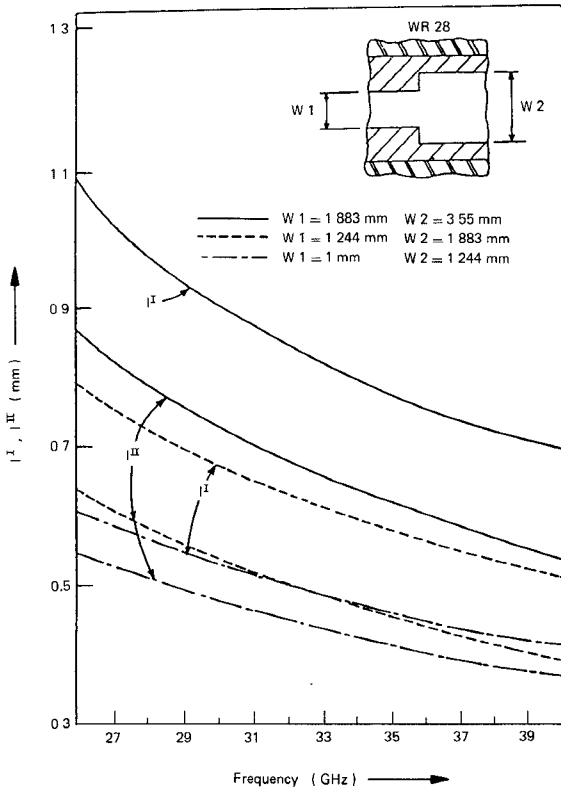 WR 28
W 1
W 2
W 1 = 1 883 mm W 2 = 3 55 mm
W 1 = 1 244 mm W 2 = 1 883 mm
W 1 = 1 mm W 2 = 1 244 mm
1 3
1 1
0 9
0 7
0 5
0 3
l^I , l^II ( mm )
l^I
l^II
l^I
27 29 31 33 35 37 39
Frequency ( GHz )